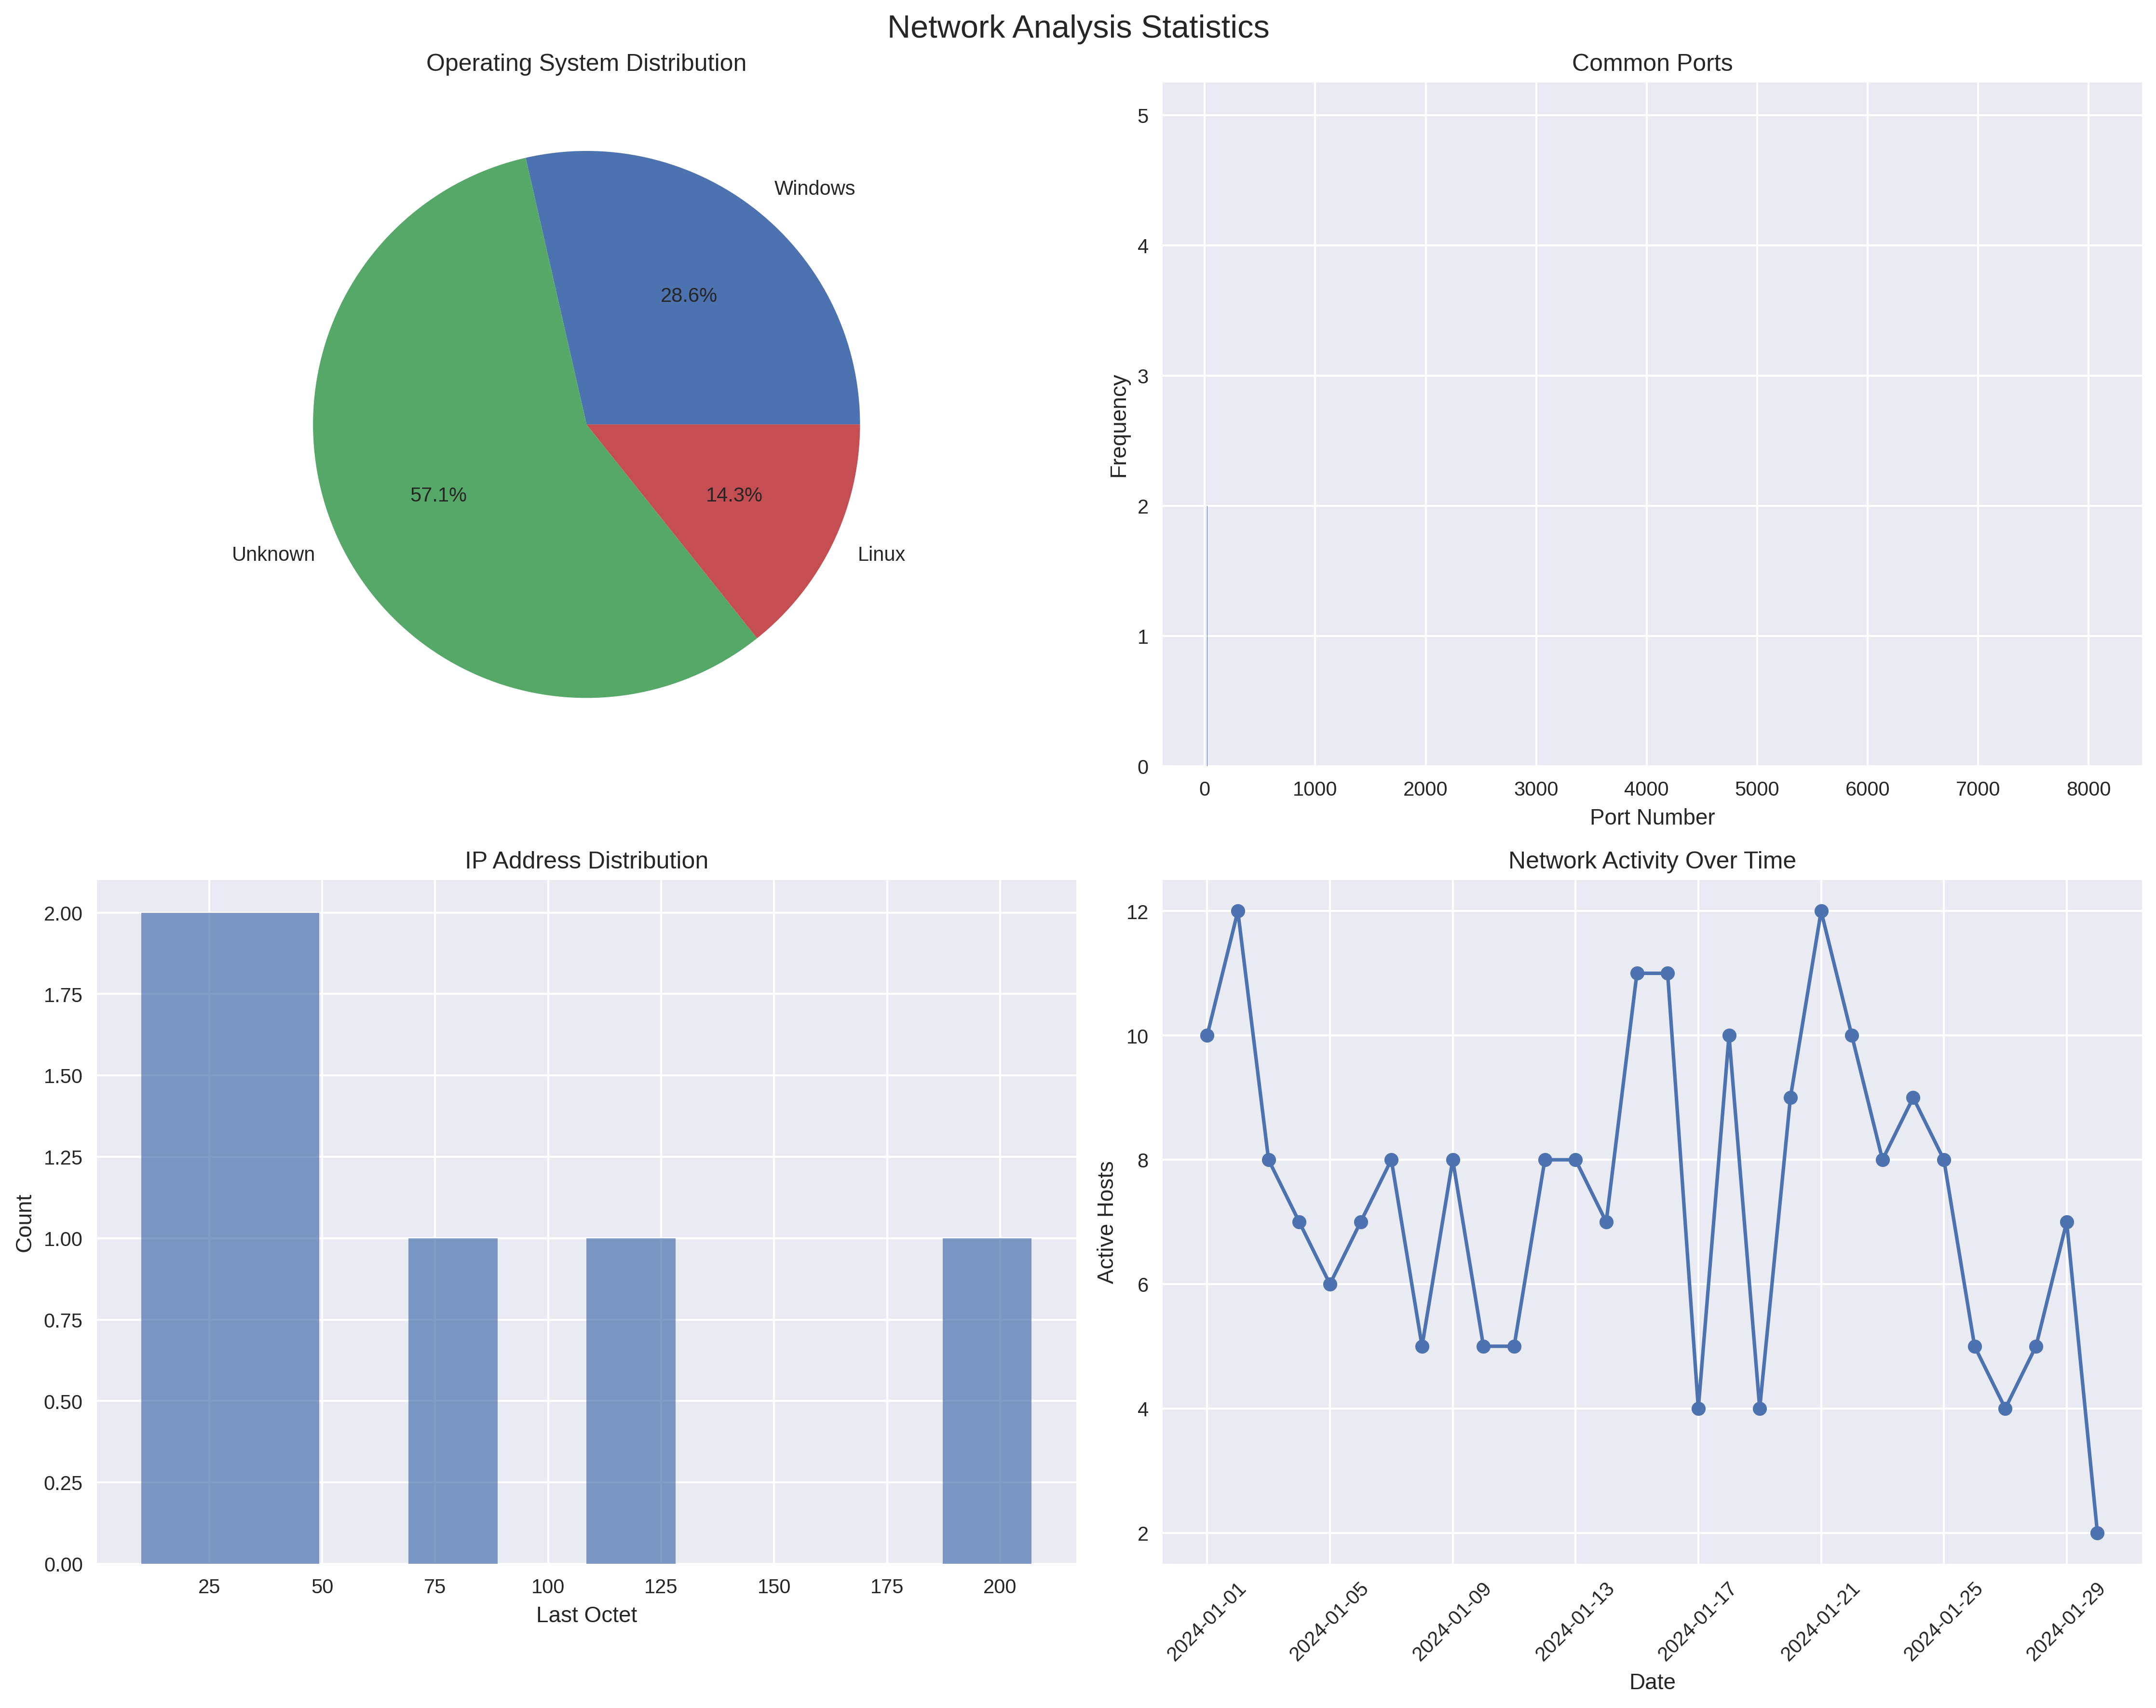 Network Analysis Statistics
Operating System Distribution
Windows
28.6%
57.1%
14.3%
Unknown
Linux
Common Ports
5
4
3
2
1
0
Frequency
0 1000 2000 3000 4000 5000 6000 7000 8000
Port Number
IP Address Distribution
2.00
1.75
1.50
1.25
1.00
0.75
0.50
0.25
0.00
Count
25 50 75 100 125 150 175 200
Last Octet
Network Activity Over Time
12
10
8
6
4
2
Active Hosts
2024-01-01 2024-01-05 2024-01-09 2024-01-13 2024-01-17 2024-01-21 2024-01-25 2024-01-29
Date